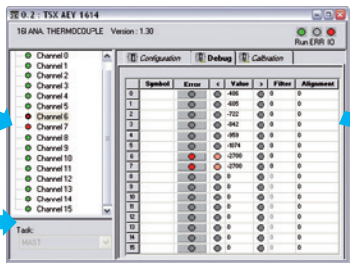 0.2 : TSX AEY 1614
16I ANA. THERMOCOUPLE Version : 1.30
Run ERR IO
Channel 0
Channel 1
Channel 2
Channel 3
Channel 4
Channel 5
Channel 6
Channel 7
Channel 8
Channel 9
Channel 10
Channel 11
Channel 12
Channel 13
Channel 14
Channel 15
Task:
MAST
Configuration Debug Calibration
Symbol Error < Value > Filter Alignment
0 -486 0 0
1 -605 0 0
2 -722 0 0
3 -842 0 0
4 -959 0 0
5 -1074 0 0
6 -2700 0 0
7 -2700 0 0
8 0 0 0
9 0 0 0
10 0 0 0
11 0 0 0
12 0 0 0
13 0 0 0
14 0 0 0
15 0 0 0